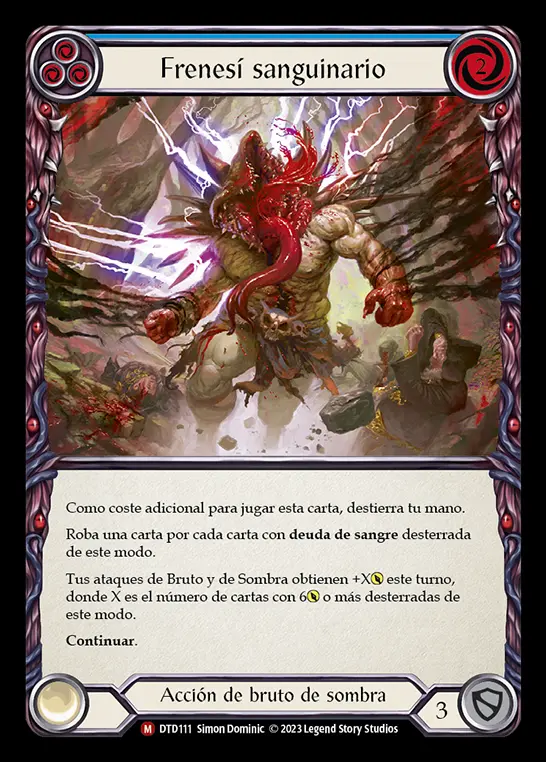 Frenesí sanguinario
2
Como coste adicional para jugar esta carta, destierra tu mano.
Roba una carta por cada carta con deuda de sangre desterrada
de este modo.
Tus ataques de Bruto y de Sombra obtienen +X este turno,
donde X es el número de cartas con 6 o más desterradas de
este modo.
Continuar.
Acción de bruto de sombra
3
M DTD111 Simon Dominic © 2023 Legend Story Studios